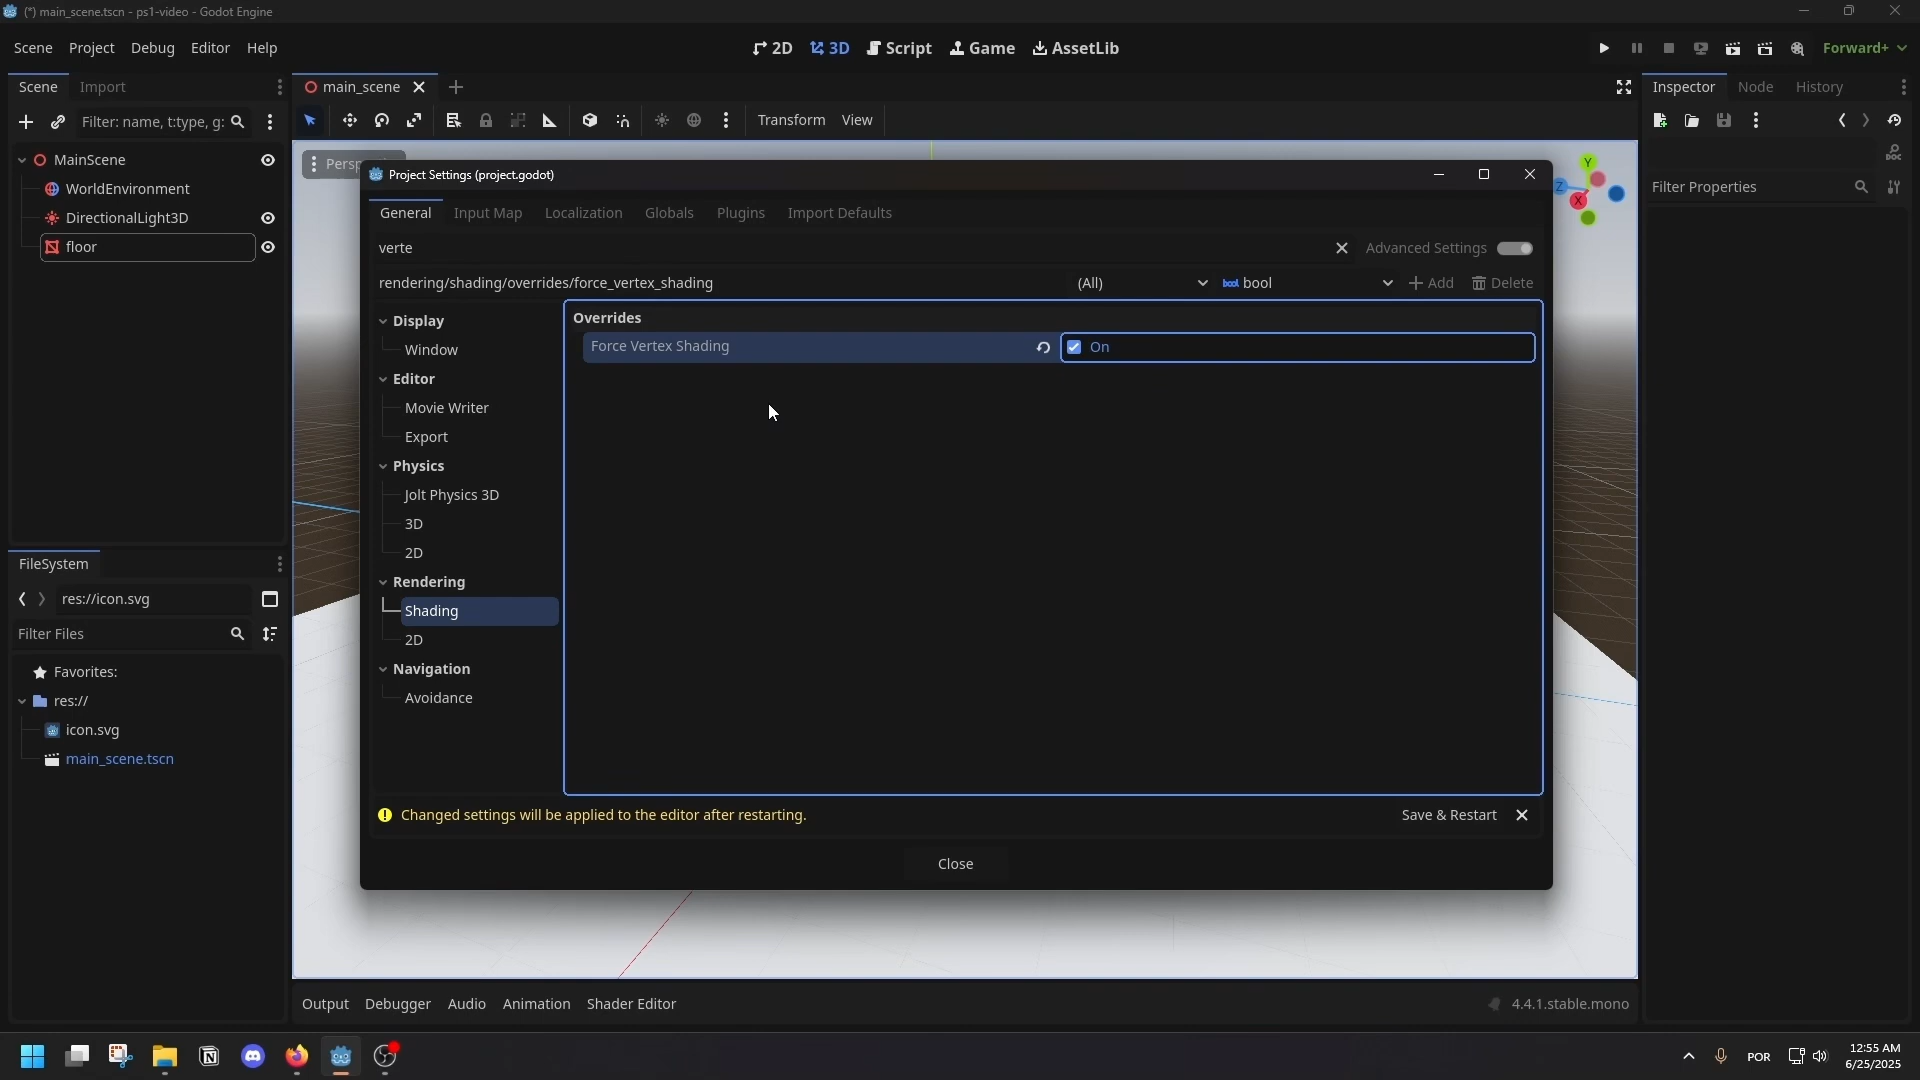 (*) main_scene.tscn - ps1-video - Godot Engine
Scene Project Debug Editor Help
2D 3D Script Game AssetLib
Forward+
Scene Import
main_scene
Inspector Node History
Filter: name, t:type, g:
Transform View
MainScene
WorldEnvironment
DirectionalLight3D
floor
Persp
Y
Z
X
DOC
Filter Properties
Project Settings (project.godot)
General Input Map Localization Globals Plugins Import Defaults
verte
Advanced Settings
rendering/shading/overrides/force_vertex_shading
(All)
bool bool
Add
Delete
Display
Window
Editor
Movie Writer
Export
Physics
Jolt Physics 3D
3D
2D
Rendering
Shading
2D
Navigation
Avoidance
Overrides
Force Vertex Shading
On
Changed settings will be applied to the editor after restarting.
Save & Restart
Close
FileSystem
res://icon.svg
Filter Files
Favorites:
res://
icon.svg
main_scene.tscn
Output Debugger Audio Animation Shader Editor
4.4.1.stable.mono
POR
12:55 AM
6/25/2025